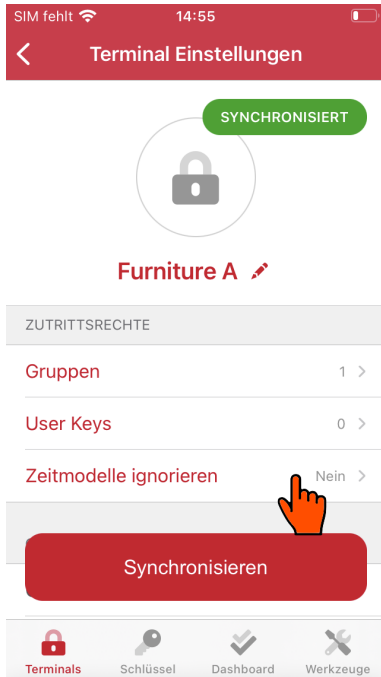 SIM fehlt 14:55
Terminal Einstellungen
SYNCHRONISIERT
Furniture A
ZUTRITTSRECHTE
Gruppen 1
User Keys 0
Zeitmodelle ignorieren Nein
Synchronisieren
Terminals Schlüssel Dashboard Werkzeuge